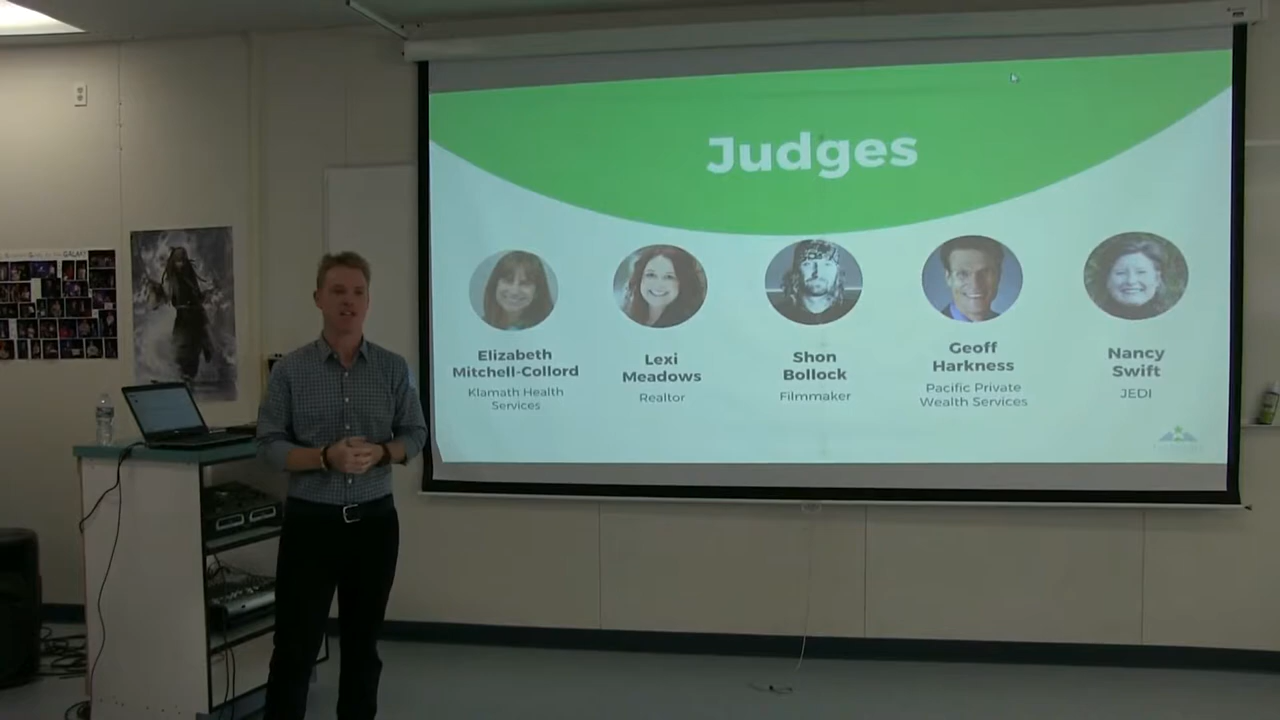 Judges
Elizabeth
Mitchell-Collord
Klamath Health
Services
Lexi
Meadows
Realtor
Shon
Bollock
Filmmaker
Geoff
Harkness
Pacific Private
Wealth Services
Nancy
Swift
JEDI